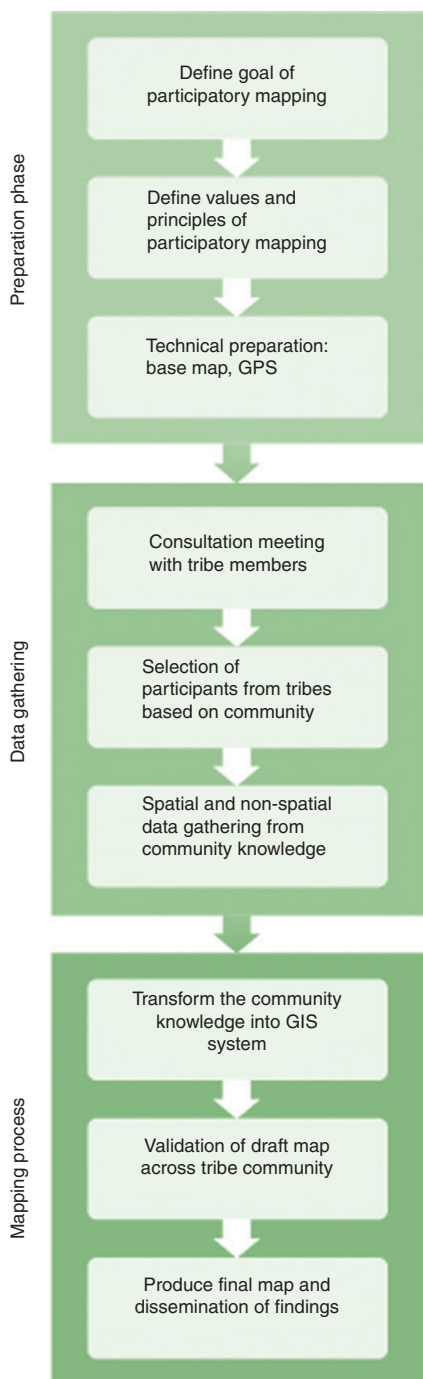 Preparation phase
Define goal of
participatory mapping
Define values and
principles of
participatory mapping
Technical preparation:
base map, GPS
Data gathering
Consultation meeting
with tribe members
Selection of
participants from tribes
based on community
Spatial and non-spatial
data gathering from
community knowledge
Mapping process
Transform the community
knowledge into GIS
system
Validation of draft map
across tribe community
Produce final map and
dissemination of findings